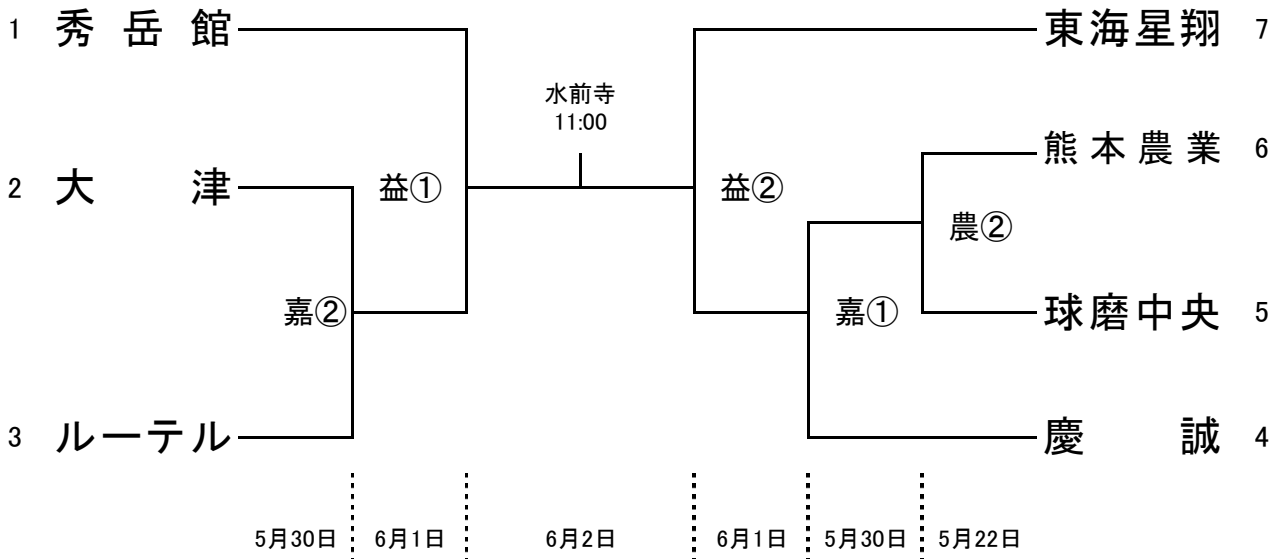 1 秀岳館
2 大津
3 ルーテル
嘉②
益①
水前寺
11:00
益②
嘉①
農②
東海星翔 7
熊本農業 6
球磨中央 5
慶誠 4
5月30日 6月1日 6月2日 6月1日 5月30日 5月22日